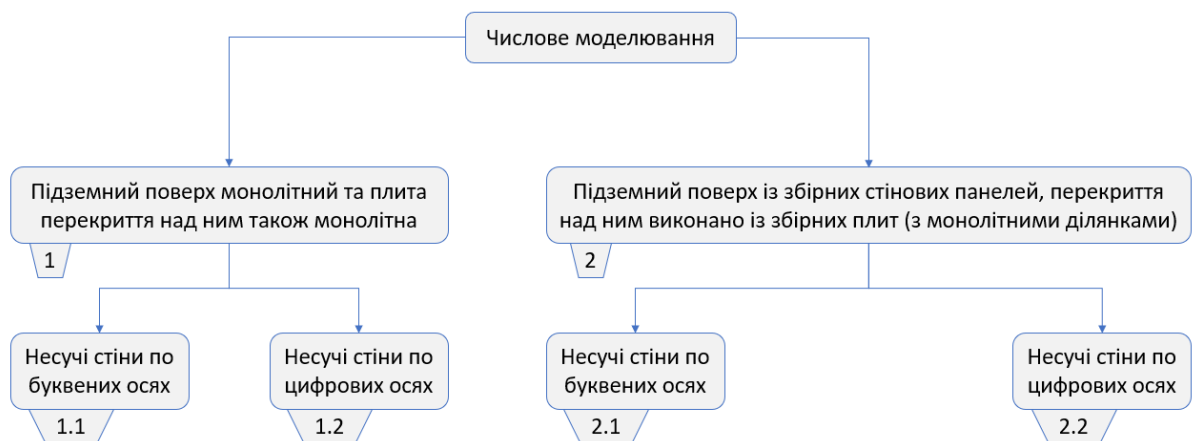 Числове моделювання
Підземний поверх монолітний та плита
перекриття над ним також монолітна
1
Підземний поверх із збірних стінових панелей, перекриття
над ним виконано із збірних плит (з монолітними ділянками)
2
Несучі стіни по
буквених осях
1.1
Несучі стіни по
цифрових осях
1.2
Несучі стіни по
буквених осях
2.1
Несучі стіни по
цифрових осях
2.2